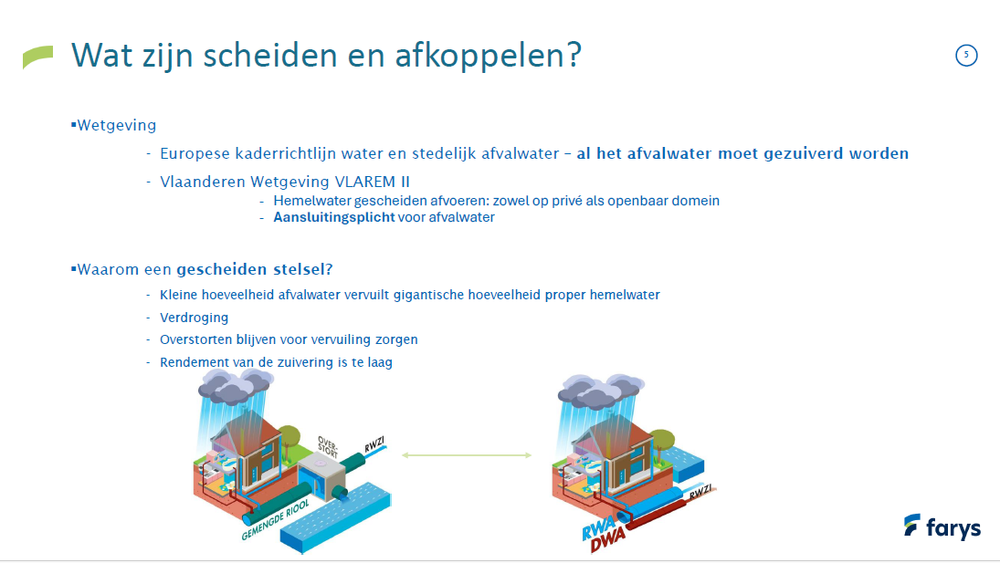 Wat zijn scheiden en afkoppelen?
5
▪Wetgeving
- Europese kaderrichtlijn water en stedelijk afvalwater – al het afvalwater moet gezuiverd worden
- Vlaanderen Wetgeving VLAREM II
- Hemelwater gescheiden afvoeren: zowel op privé als openbaar domein
- Aansluitingsplicht voor afvalwater
▪Waarom een gescheiden stelsel?
- Kleine hoeveelheid afvalwater vervuilt gigantische hoeveelheid proper hemelwater
- Verdroging
- Overstorten blijven voor vervuiling zorgen
- Rendement van de zuivering is te laag
OVER-
STORT
RWZI
GEMENGDE RIOOL
RWZI
RWA
DWA
farys